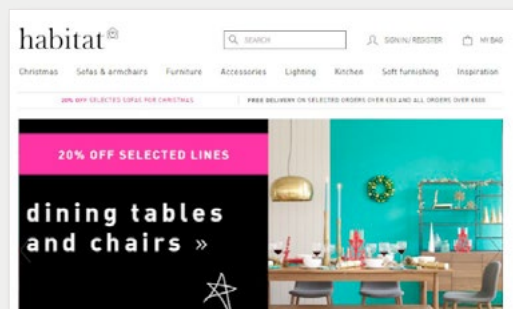 habitat
SEARCH
SIGN IN / REGISTER
MY BAG
Christmas Sofas & armchairs Furniture Accessories Lighting Kitchen Soft furnishing Inspiration
20% OFF SELECTED SOFAS FOR CHRISTMAS
FREE DELIVERY ON SELECTED ORDERS OVER AND ALL ORDERS OVER
20% OFF SELECTED LINES
dining tables
and chairs »